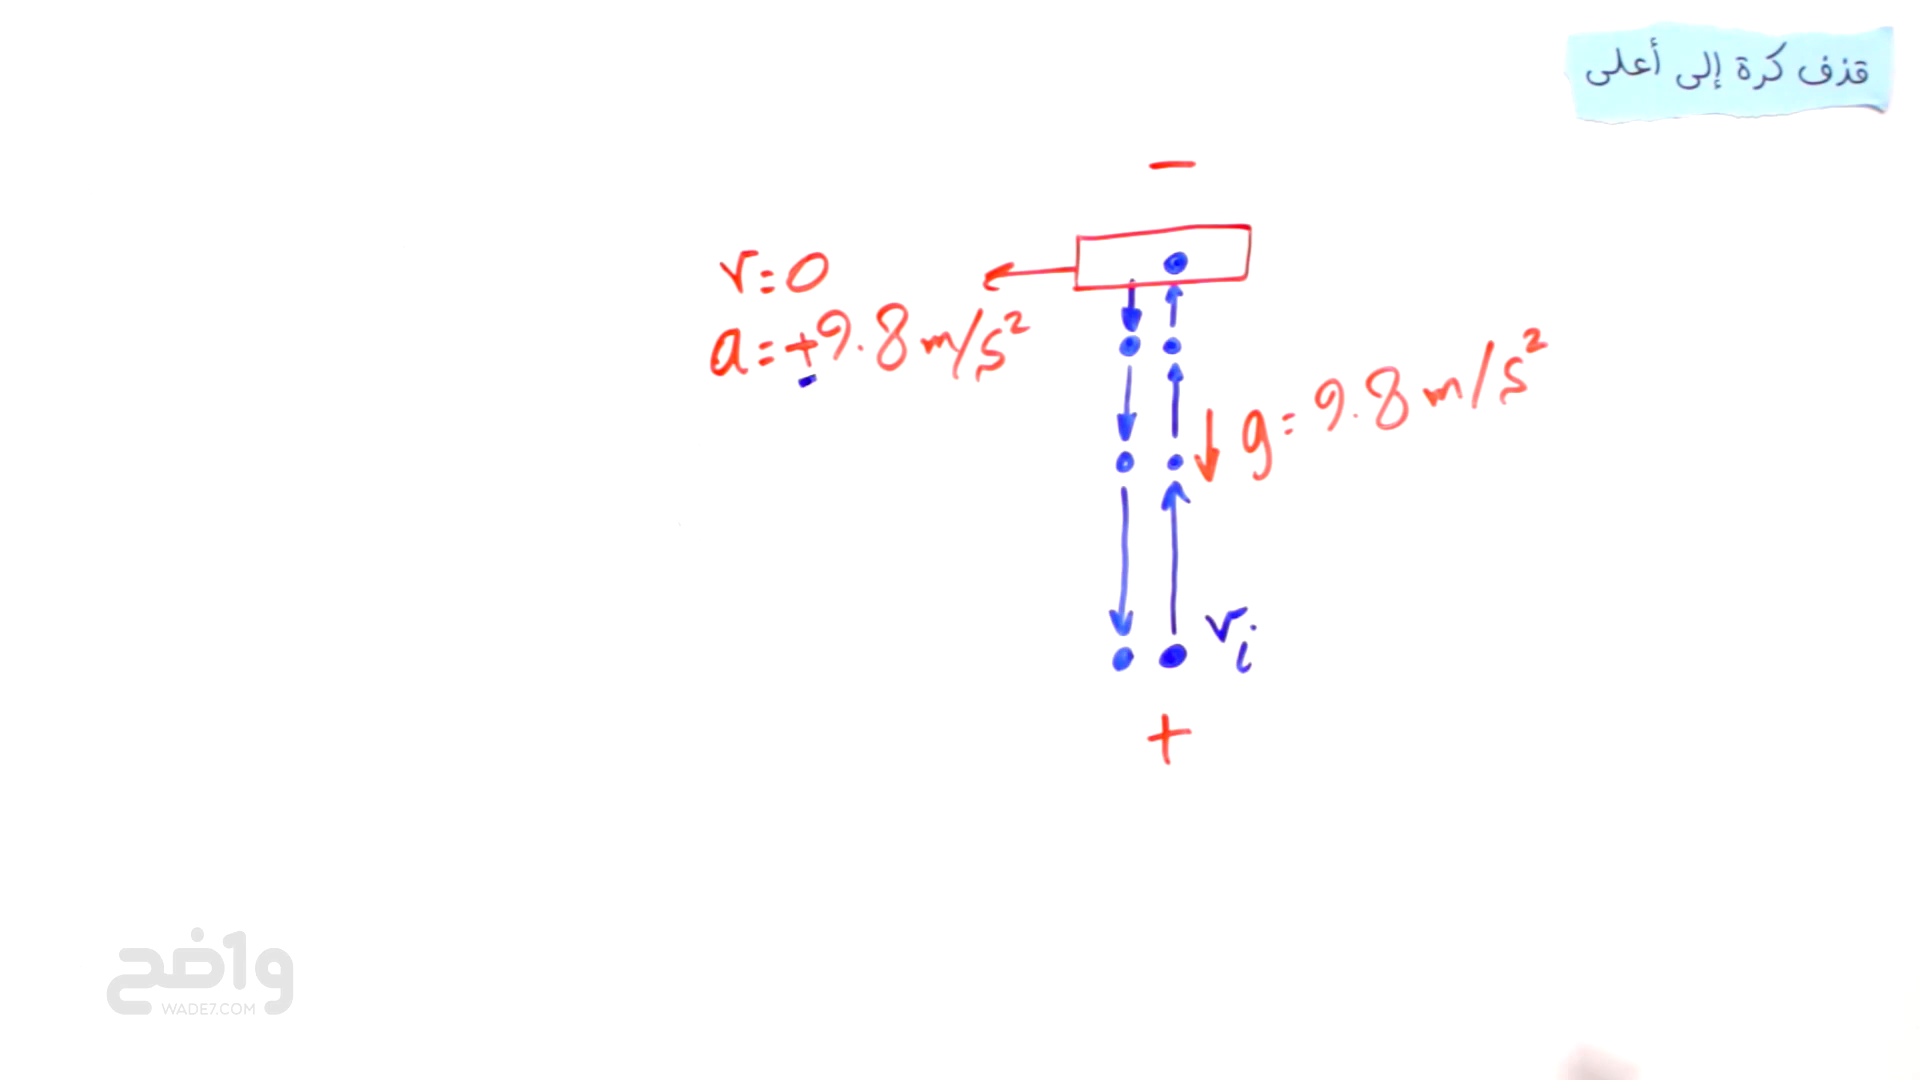 قذف كرة إلى أعلى
−
v = 0
a = +9.8 m/s²
g = 9.8 m/s²
vᵢ
+
واضح
WADE7.COM